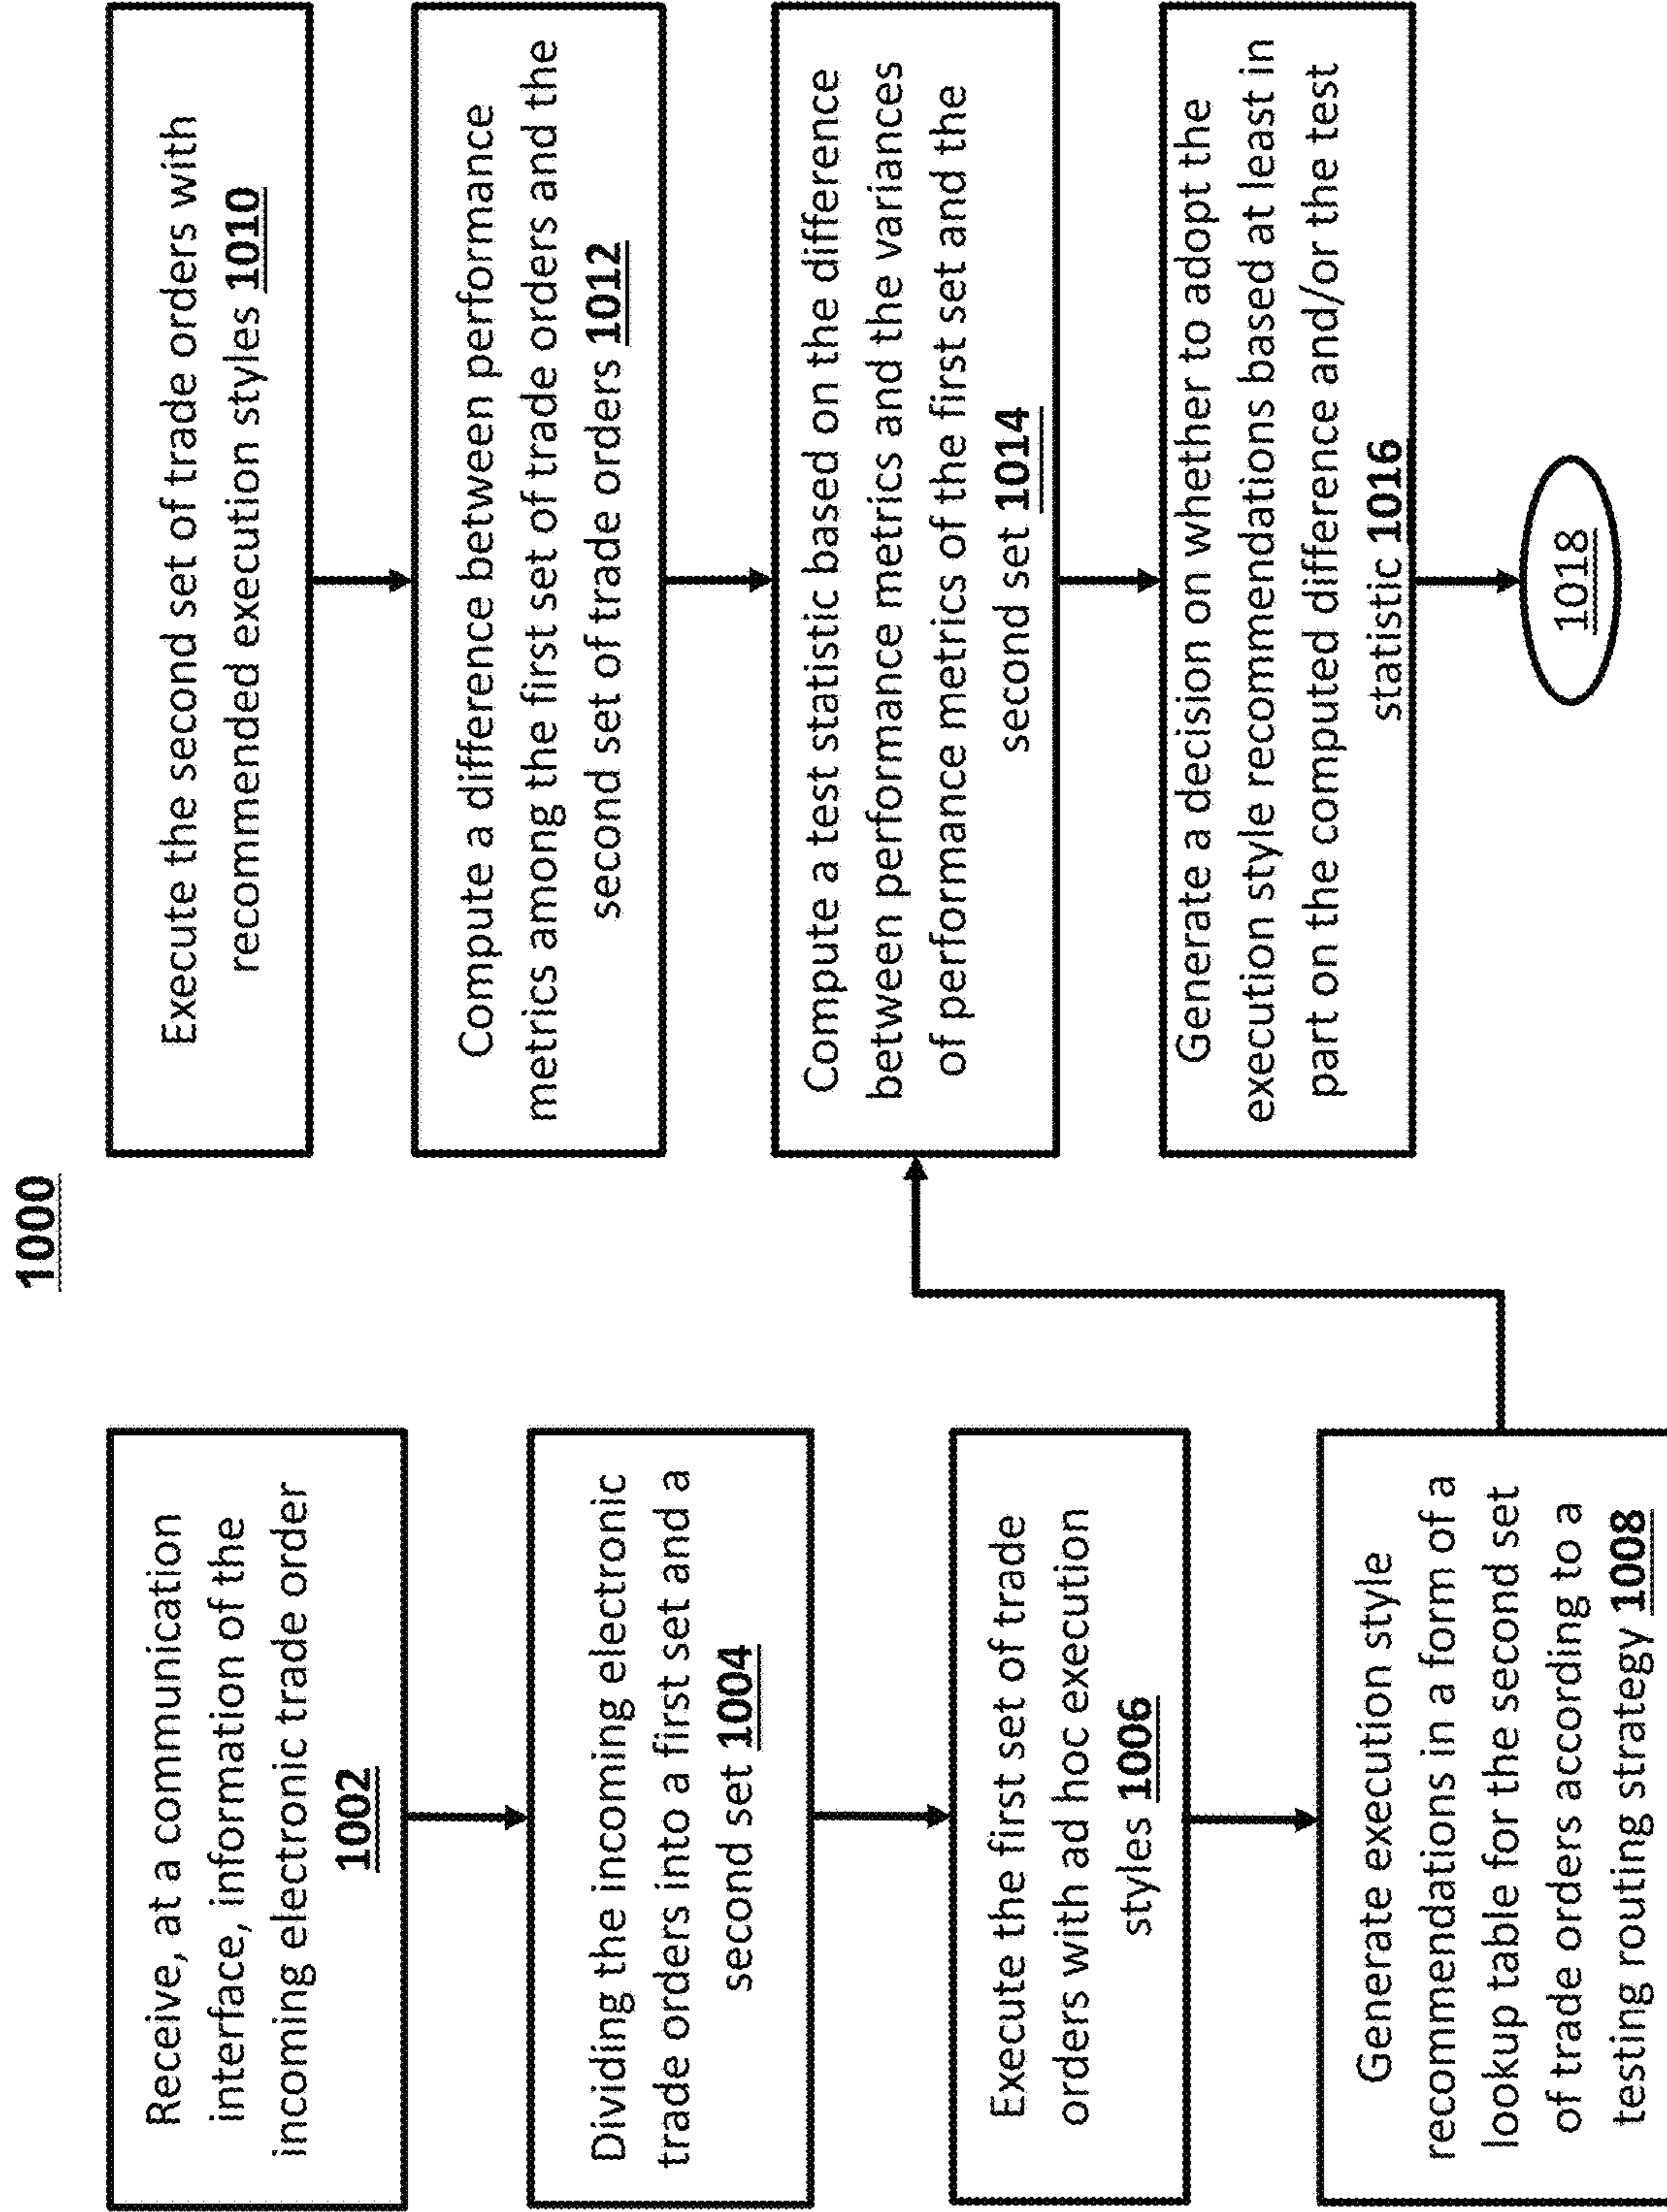 1000
Receive, at a communication
interface, information of the
incoming electronic trade order
1002
Dividing the incoming electronic
trade orders into a first set and a
second set 1004
Execute the first set of trade
orders with ad hoc execution
styles 1006
Generate execution style
recommendations in a form of a
lookup table for the second set
of trade orders according to a
testing routing strategy 1008
Execute the second set of trade orders with
recommended execution styles 1010
Compute a difference between performance
metrics among the first set of trade orders and the
second set of trade orders 1012
Compute a test statistic based on the difference
between performance metrics and the variances
of performance metrics of the first set and the
second set 1014
Generate a decision on whether to adopt the
execution style recommendations based at least in
part on the computed difference and/or the test
statistic 1016
1018